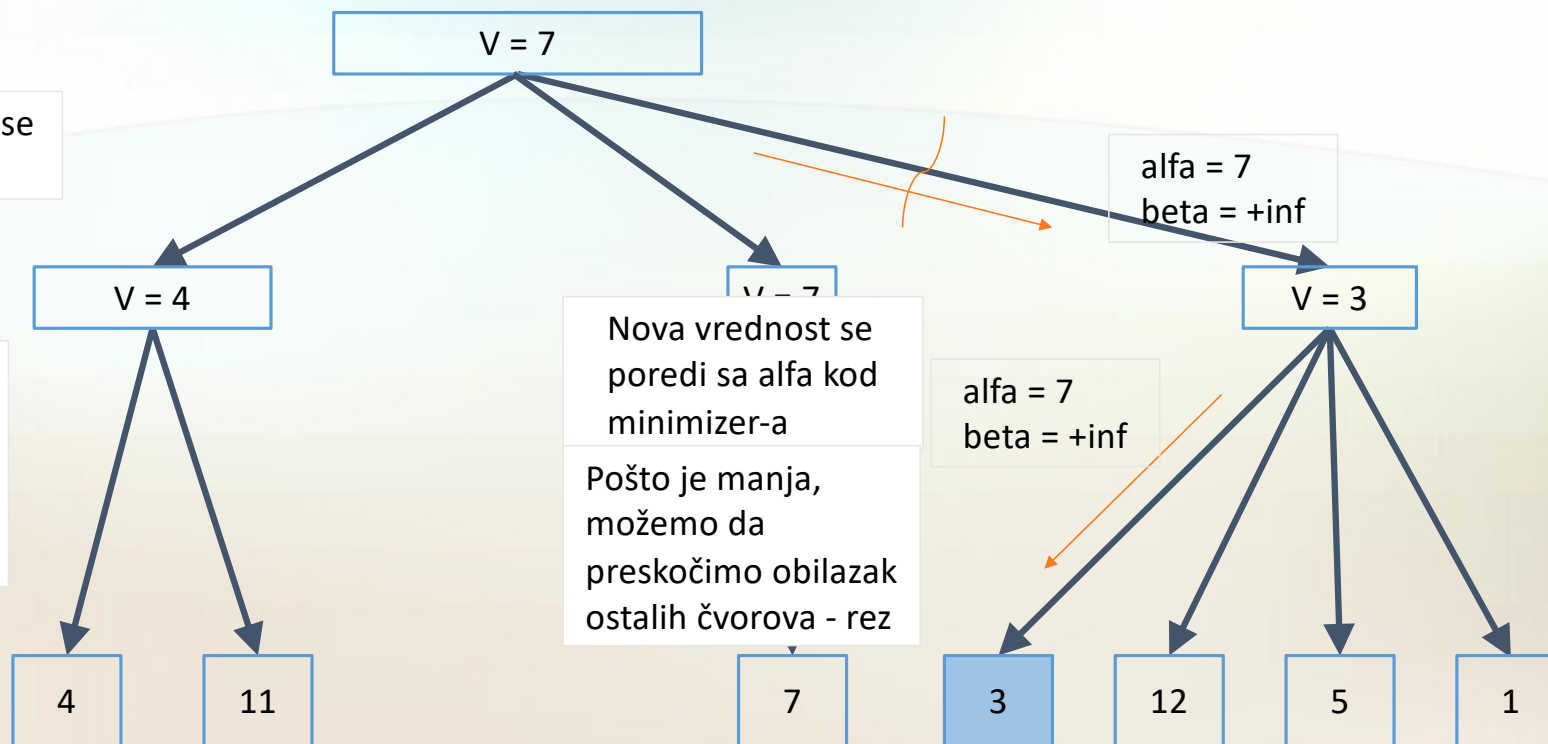 V = 7
se
alfa = 7
beta = +inf
V = 4
V = 7
V = 3
Nova vrednost se
poredi sa alfa kod
minimizer-a
alfa = 7
beta = +inf
Pošto je manja,
možemo da
preskočimo obilazak
ostalih čvorova - rez
4
11
7
3
12
5
1